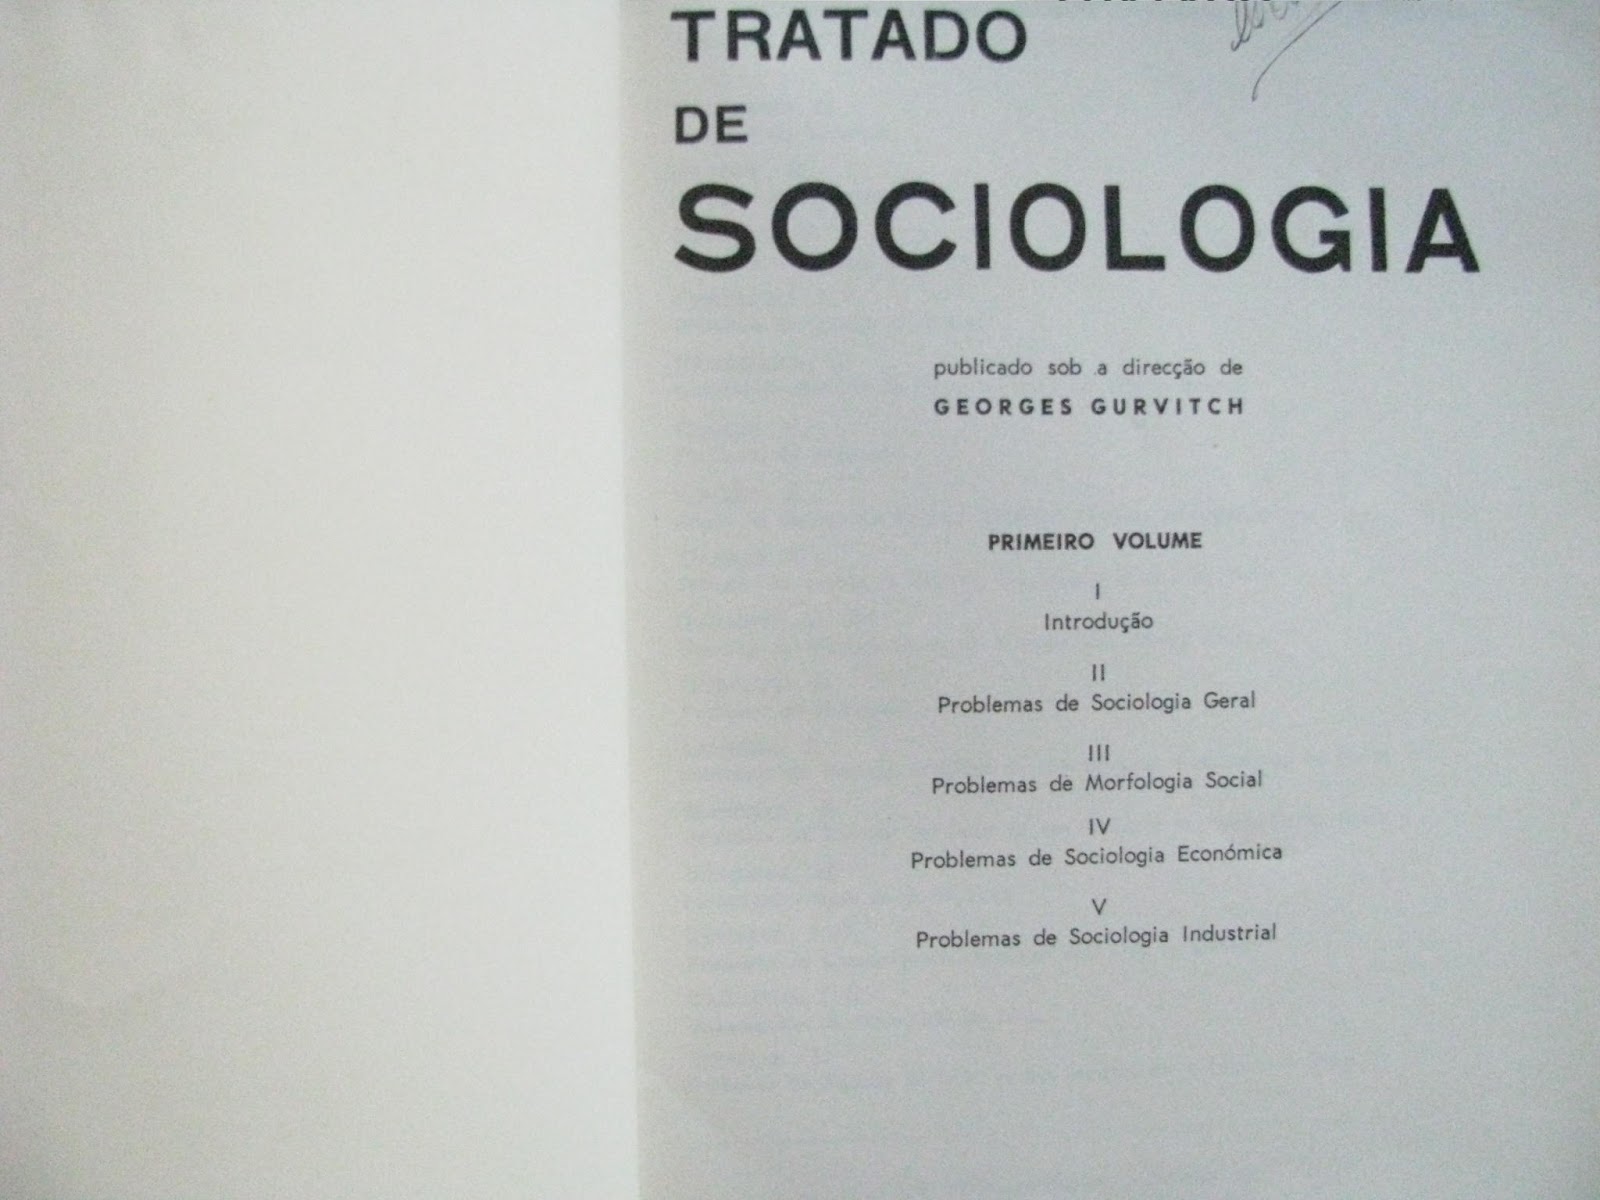 TRATADO
DE
SOCIOLOGIA
publicado sob a direcção de
GEORGES GURVITCH
PRIMEIRO VOLUME
I
Introdução
II
Problemas de Sociologia Geral
III
Problemas de Morfologia Social
IV
Problemas de Sociologia Económica
V
Problemas de Sociologia Industrial